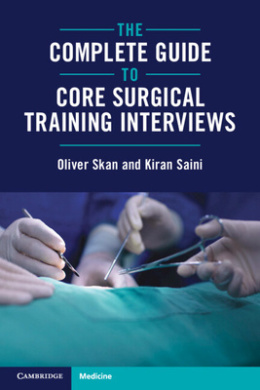 THE
COMPLETE GUIDE
TO
CORE SURGICAL
TRAINING INTERVIEWS
Oliver Skan and Kiran Saini
CAMBRIDGE
Medicine